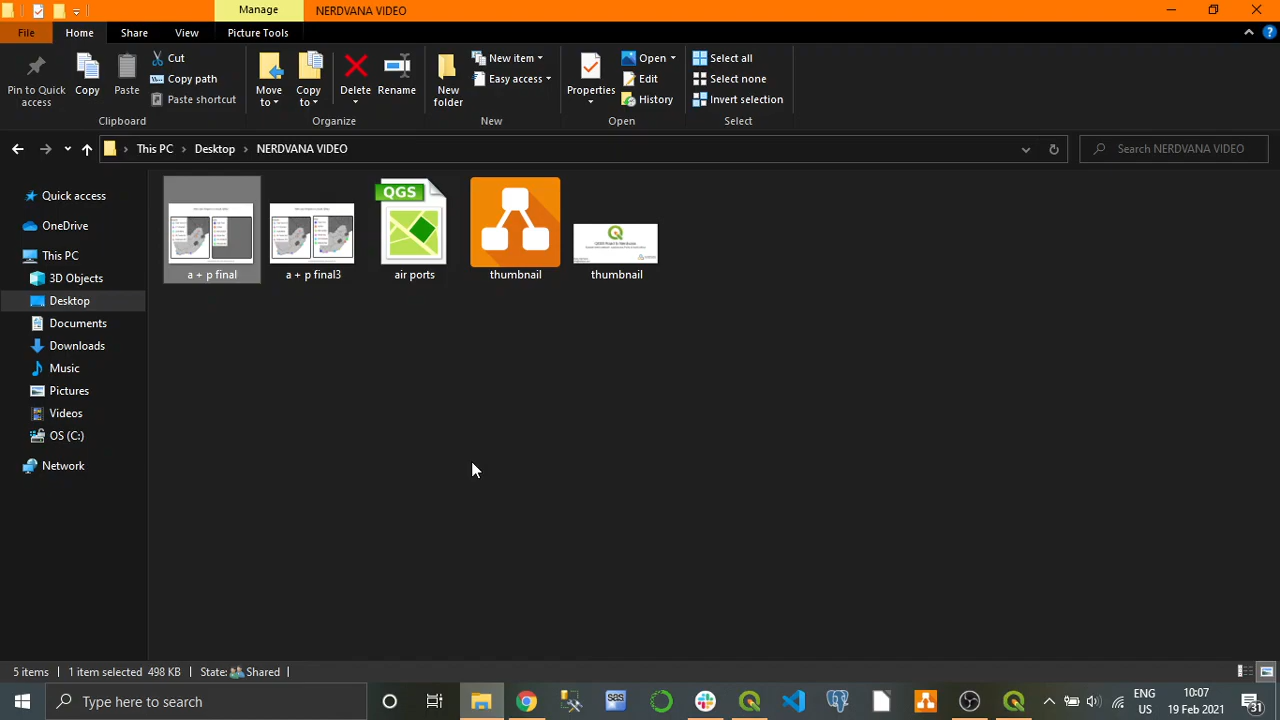 Manage
NERDVANA VIDEO
File
Home
Share
View
Picture Tools
Pin to Quick access
Copy
Paste
Cut
Copy path
Paste shortcut
Clipboard
Move to
Copy to
Delete
Rename
Organize
New folder
New item
Easy access
New
Properties
Open
Edit
History
Open
Select all
Select none
Invert selection
Select
This PC
Desktop
NERDVANA VIDEO
Search NERDVANA VIDEO
Quick access
OneDrive
This PC
3D Objects
Desktop
Documents
Downloads
Music
Pictures
Videos
OS (C:)
Network
a + p final
a + p final3
QGS
air ports
thumbnail
thumbnail
5 items
1 item selected 498 KB
State:
Shared
Type here to search
sas
ENG
US
10:07
19 Feb 2021
31